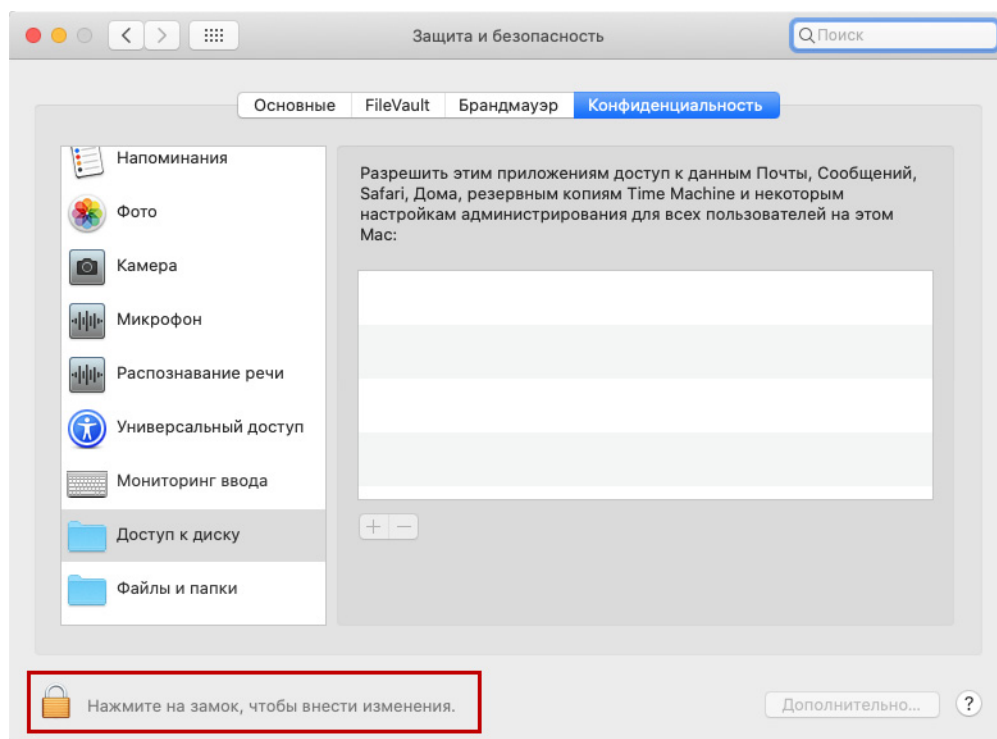 Защита и безопасность
Поиск
Основные
FileVault
Брандмауэр
Конфиденциальность
Напоминания
Фото
Камера
Микрофон
Распознавание речи
Универсальный доступ
Мониторинг ввода
Доступ к диску
Файлы и папки
Разрешить этим приложениям доступ к данным Почты, Сообщений,
Safari, Дома, резервным копиям Time Machine и некоторым
настройкам администрирования для всех пользователей на этом
Mac:
+ −
Нажмите на замок, чтобы внести изменения.
Дополнительно...
?